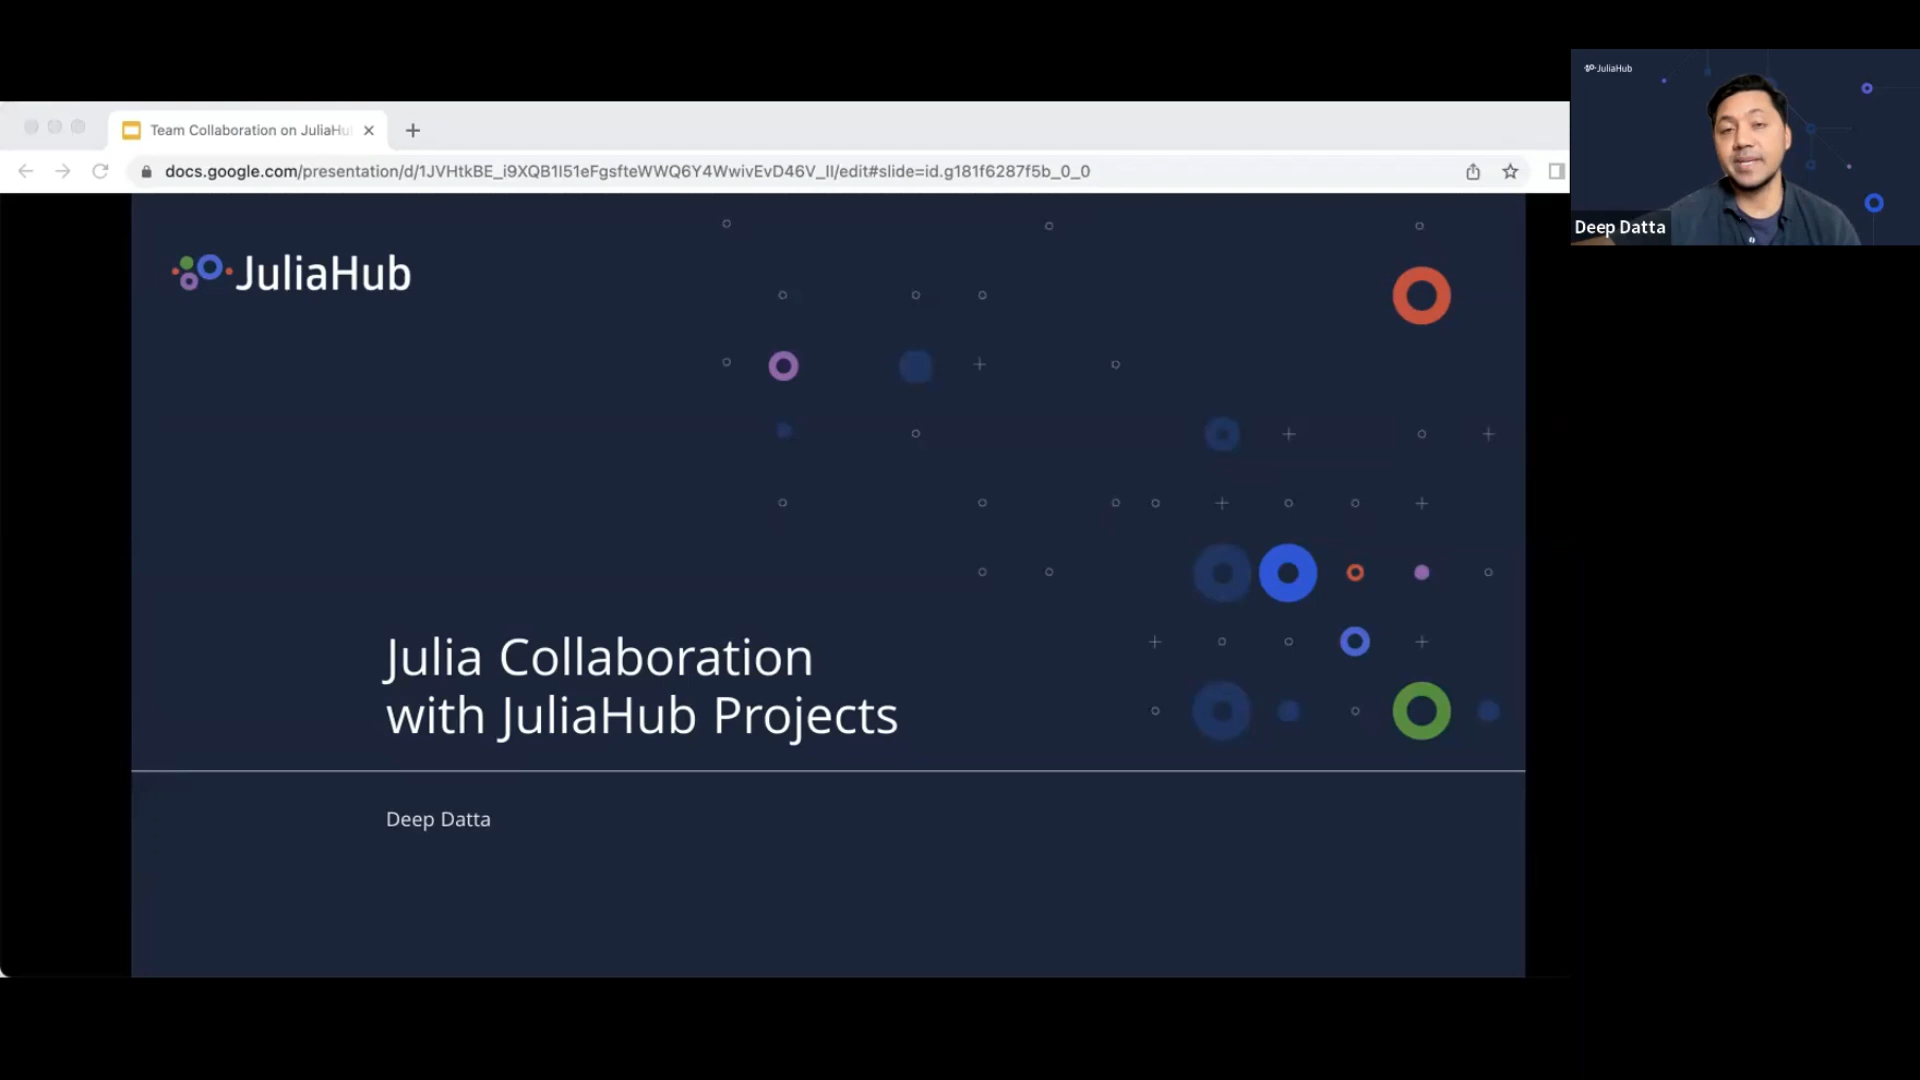 Team Collaboration on JuliaHu
docs.google.com/presentation/d/1JVHtkBE_i9XQB1I51eFgsfteWWQ6Y4WwivEvD46V_II/edit#slide=id.g181f6287f5b_0_0
JuliaHub
Deep Datta
JuliaHub
Julia Collaboration
with JuliaHub Projects
Deep Datta